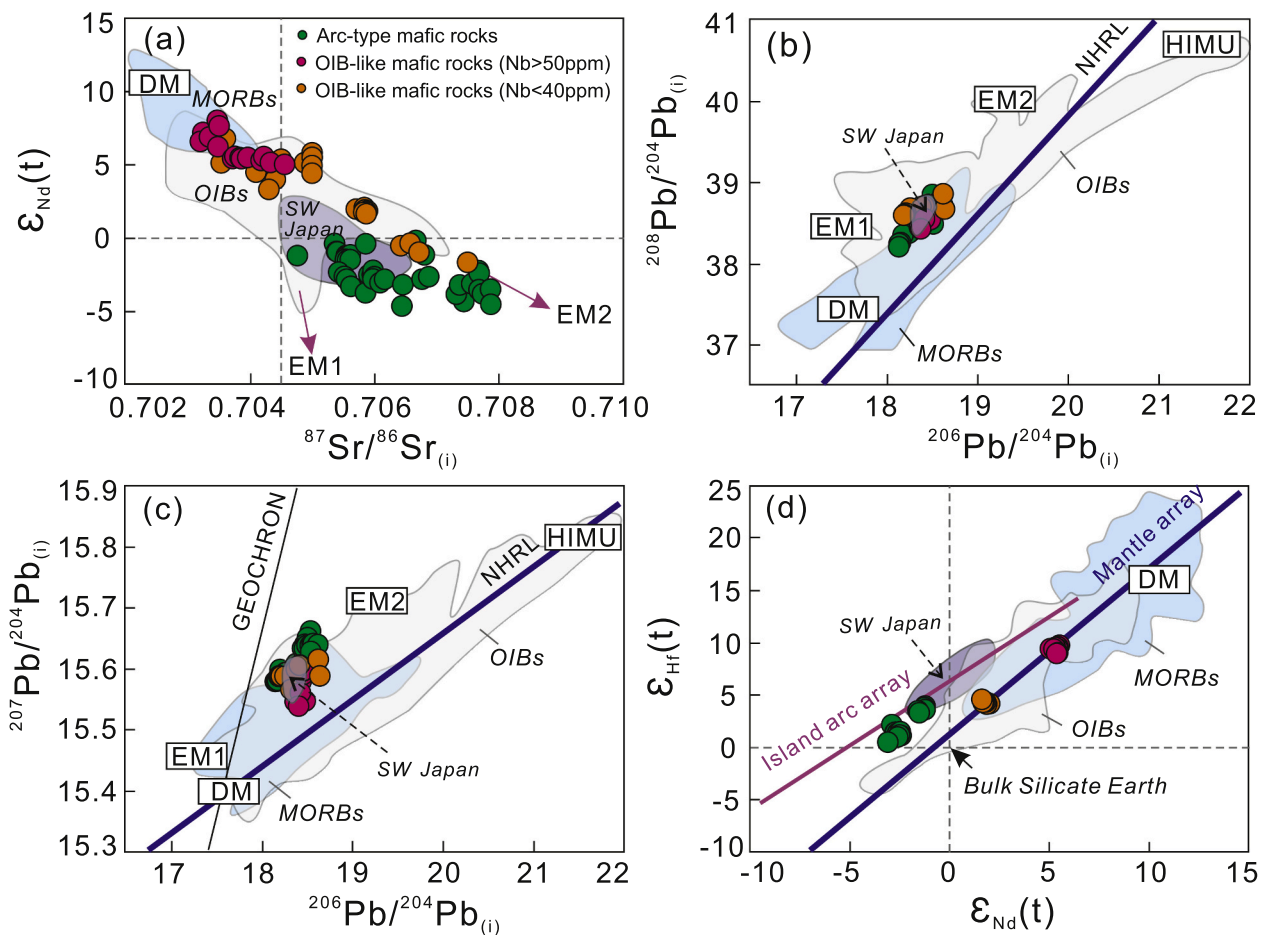 (a)
Arc-type mafic rocks
OIB-like mafic rocks (Nb>50ppm)
OIB-like mafic rocks (Nb<40ppm)
DM
MORBs
OIBs
SW
Japan
EM1
EM2
15
10
5
0
-5
-10
εNd(t)
0.702
0.704
0.706
0.708
0.710
87Sr/86Sr(i)
(b)
NHRL
HIMU
EM2
SW Japan
OIBs
EM1
DM
MORBs
41
40
39
38
37
208Pb/204Pb(i)
17
18
19
20
21
22
206Pb/204Pb(i)
(c)
GEOCHRON
HIMU
NHRL
EM2
OIBs
EM1
DM
SW Japan
MORBs
15.9
15.8
15.7
15.6
15.5
15.4
15.3
207Pb/204Pb(i)
17
18
19
20
21
22
206Pb/204Pb(i)
(d)
Mantle array
DM
SW Japan
Island arc array
MORBs
OIBs
Bulk Silicate Earth
25
20
15
10
5
0
-5
-10
εHf(t)
-10
-5
0
5
10
15
εNd(t)